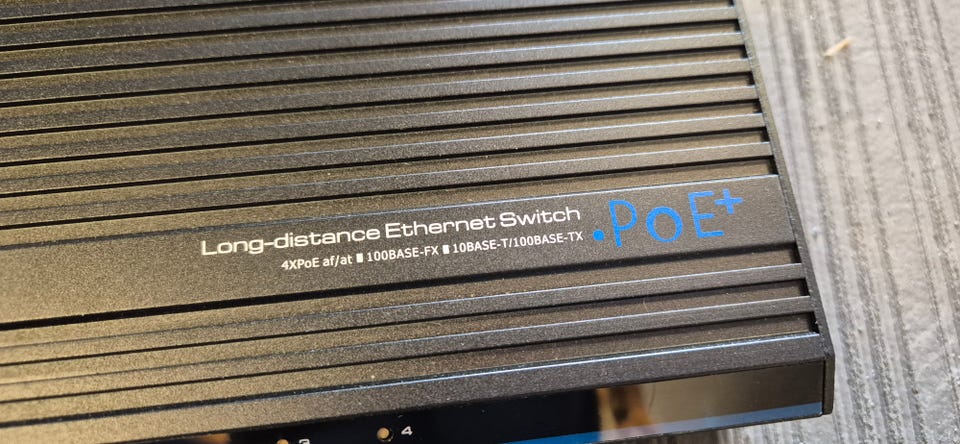 Long-distance Ethernet Switch
4XPoE af/at ■ 100BASE-FX ■ 10BASE-T/100BASE-TX
.PoE+
3
4